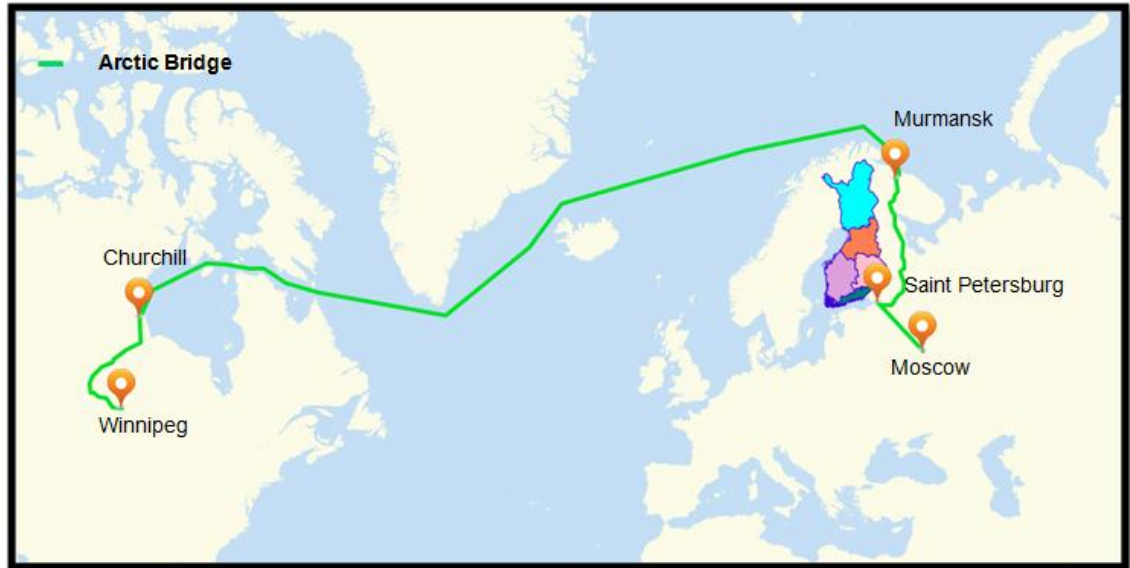 Arctic Bridge
Murmansk
Churchill
Saint Petersburg
Moscow
Winnipeg